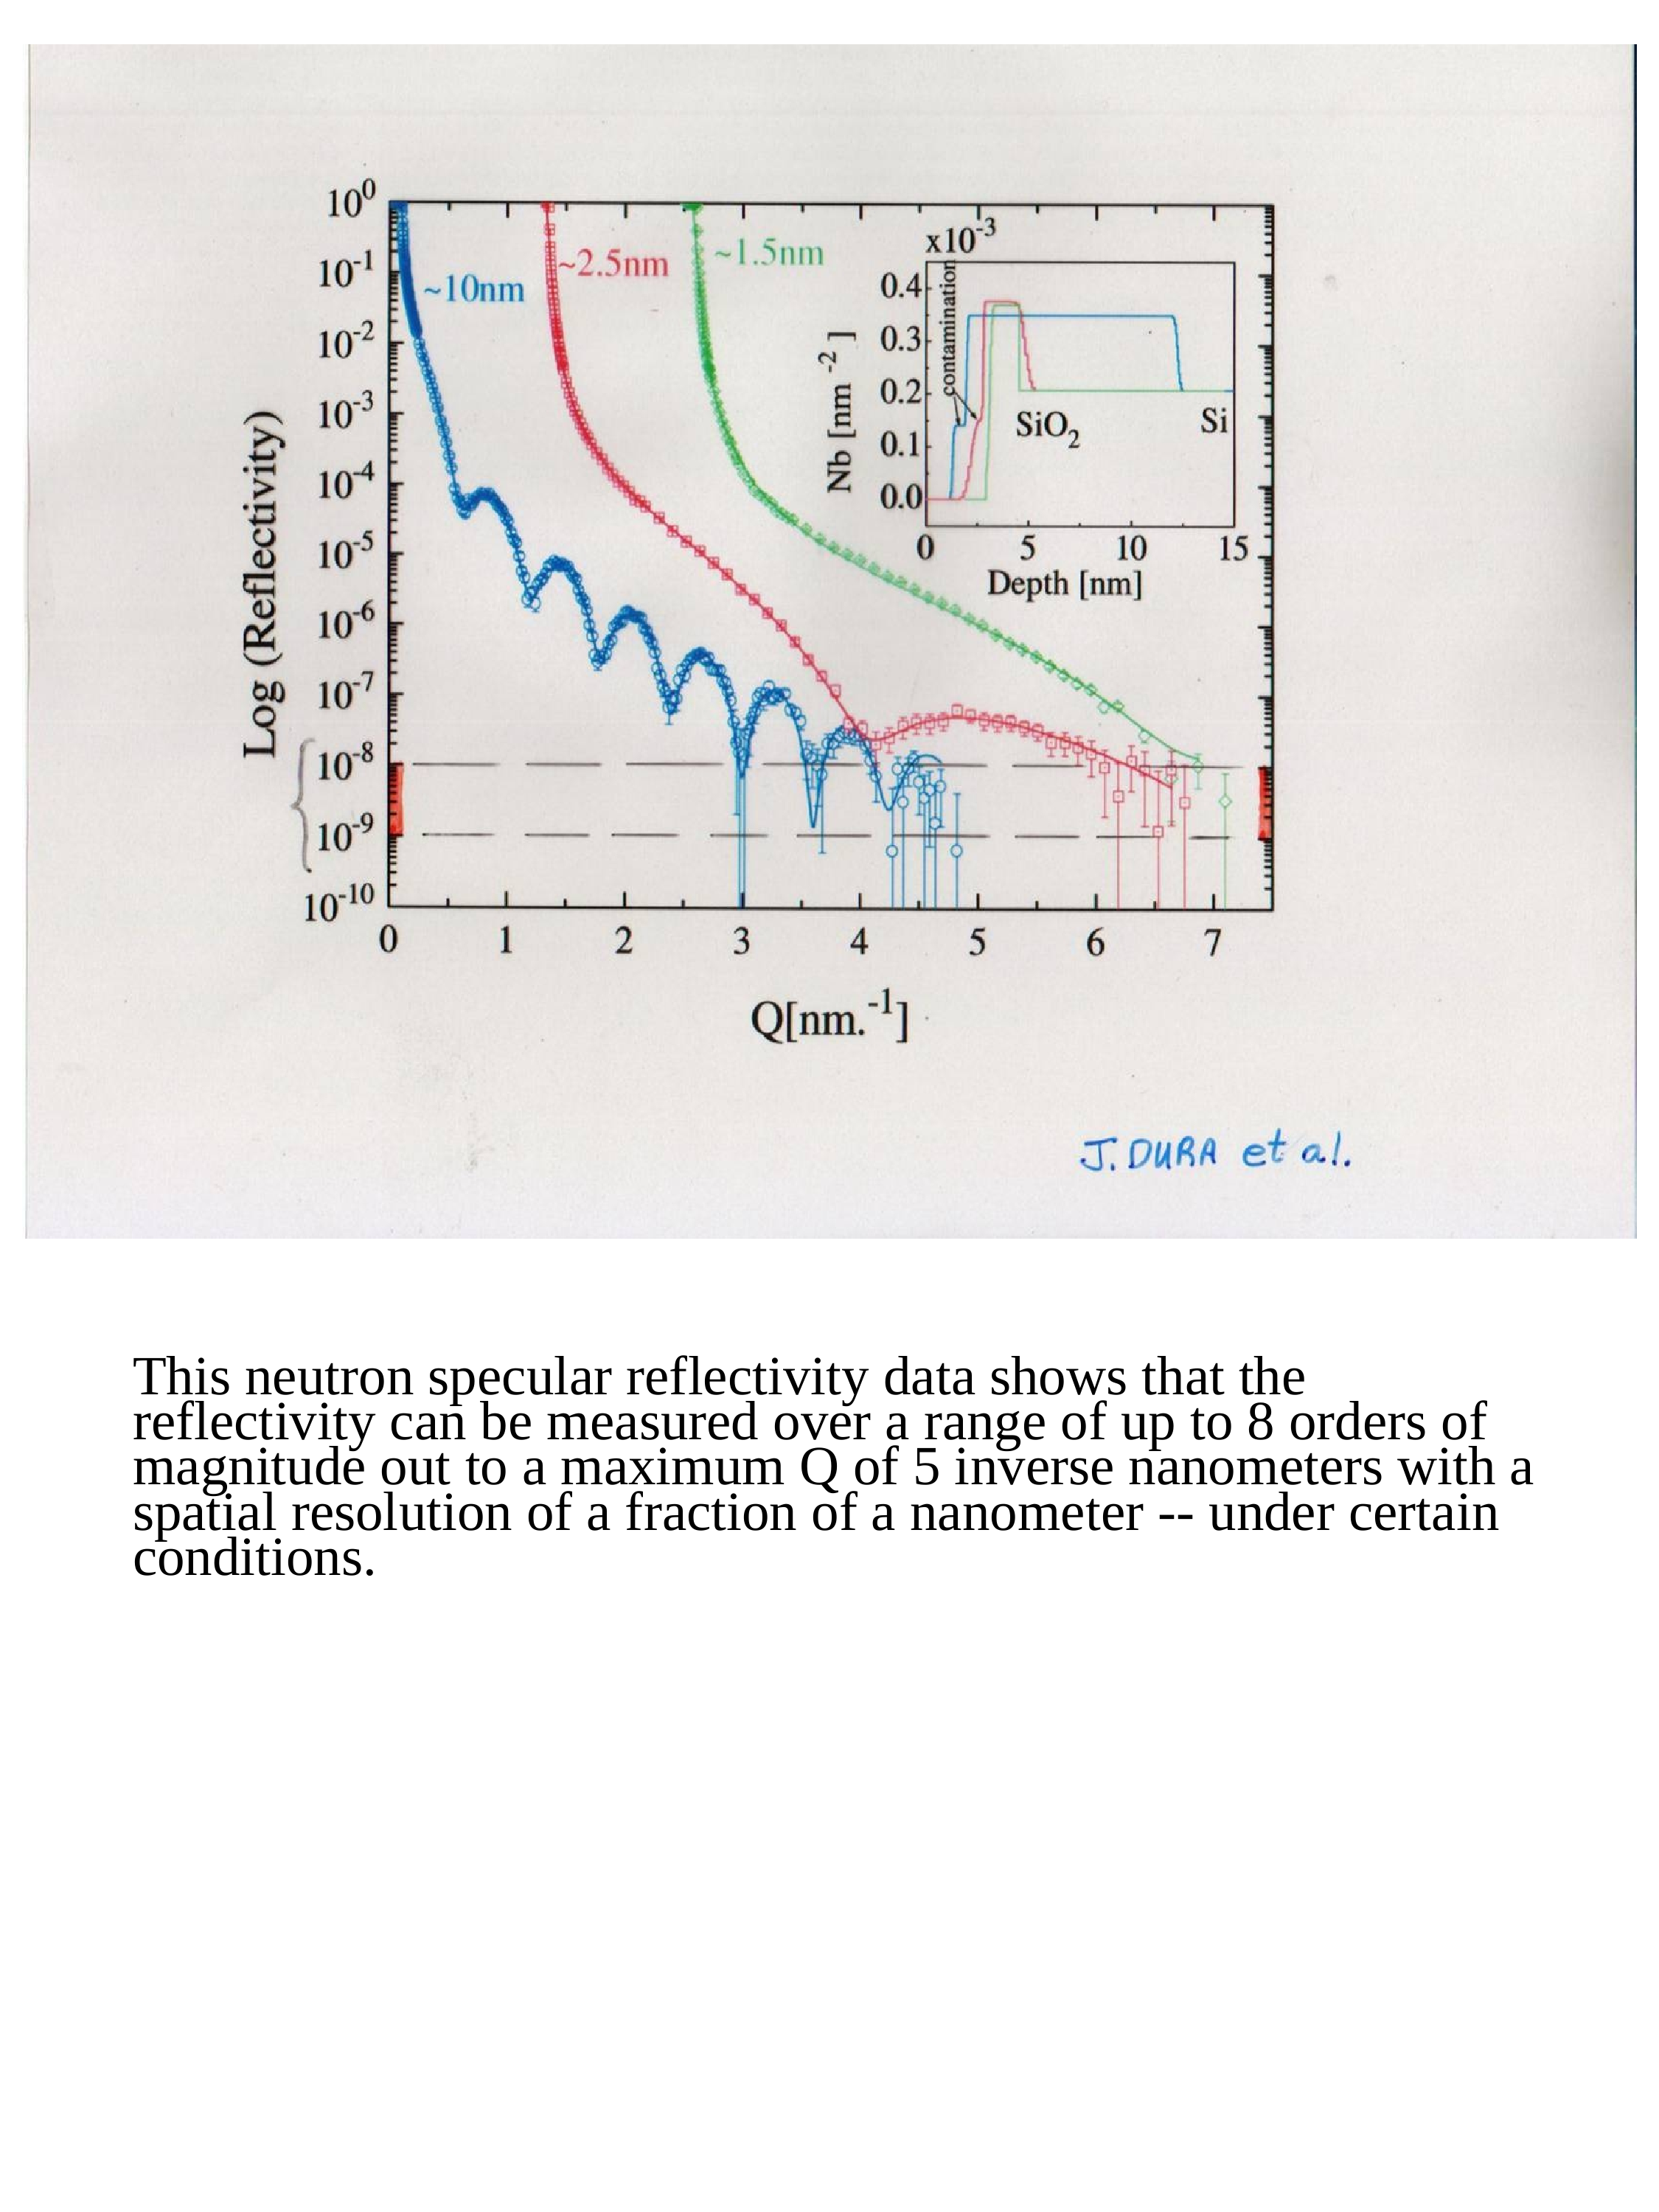 10⁰
10⁻¹
10⁻²
10⁻³
10⁻⁴
10⁻⁵
10⁻⁶
10⁻⁷
10⁻⁸
10⁻⁹
10⁻¹⁰
Log (Reflectivity)
~10nm
~2.5nm
~1.5nm
x10⁻³
0.4
0.3
0.2
0.1
0.0
Nb [nm⁻²]
contamination
SiO₂
Si
0 5 10 15
Depth [nm]
0 1 2 3 4 5 6 7
Q[nm.⁻¹]
J. DURA et al.
This neutron specular reflectivity data shows that the
reflectivity can be measured over a range of up to 8 orders of
magnitude out to a maximum Q of 5 inverse nanometers with a
spatial resolution of a fraction of a nanometer -- under certain
conditions.